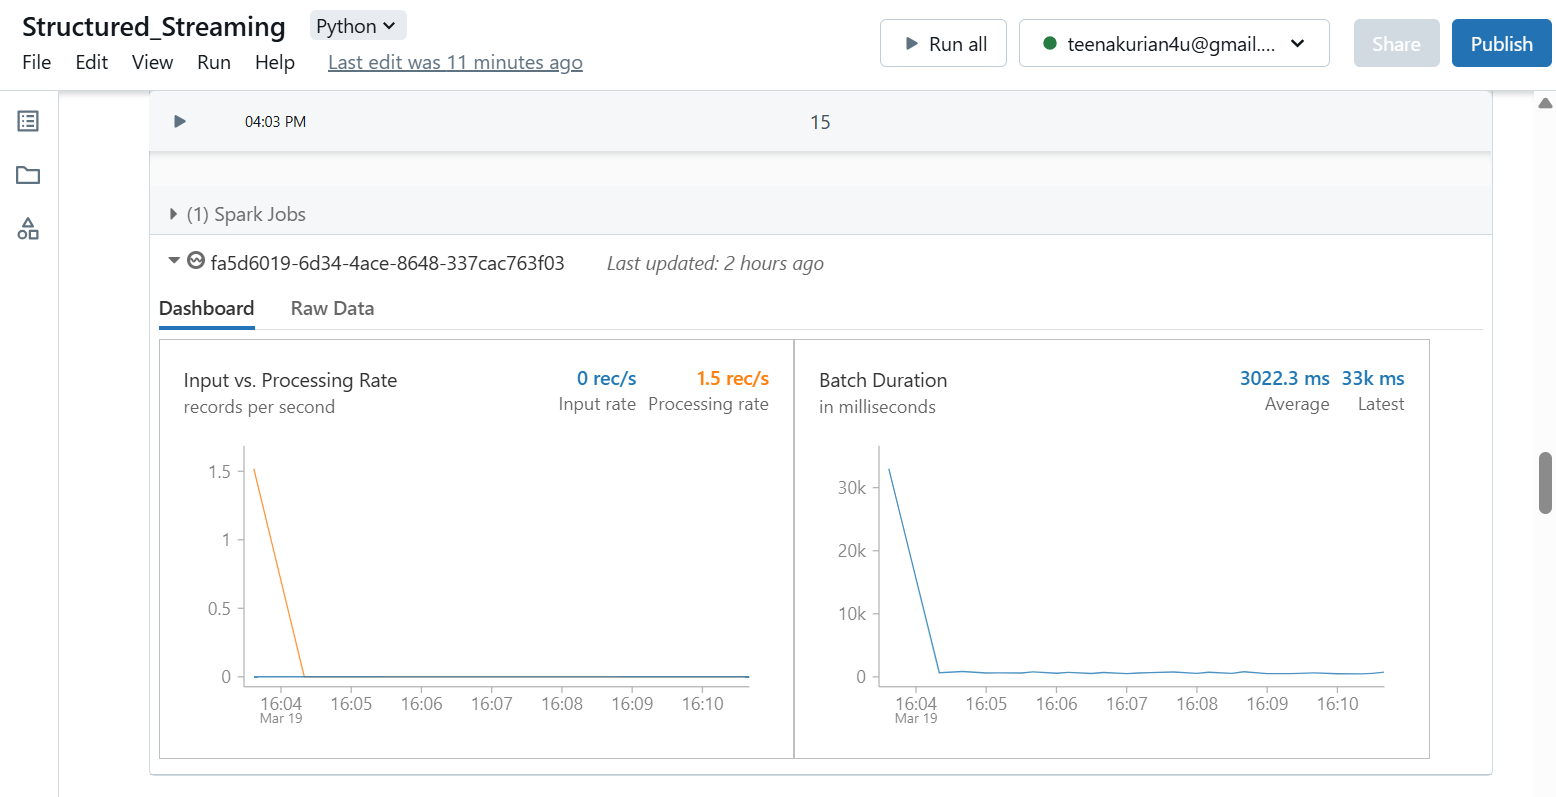 Structured_Streaming Python
File Edit View Run Help Last edit was 11 minutes ago
Run all teenakurian4u@gmail.... Share Publish
04:03 PM 15
(1) Spark Jobs
fa5d6019-6d34-4ace-8648-337cac763f03 Last updated: 2 hours ago
Dashboard Raw Data
Input vs. Processing Rate 0 rec/s 1.5 rec/s
records per second Input rate Processing rate
1.5
1
0.5
0
16:04 16:05 16:06 16:07 16:08 16:09 16:10
Mar 19
Batch Duration 3022.3 ms 33k ms
in milliseconds Average Latest
30k
20k
10k
0
16:04 16:05 16:06 16:07 16:08 16:09 16:10
Mar 19